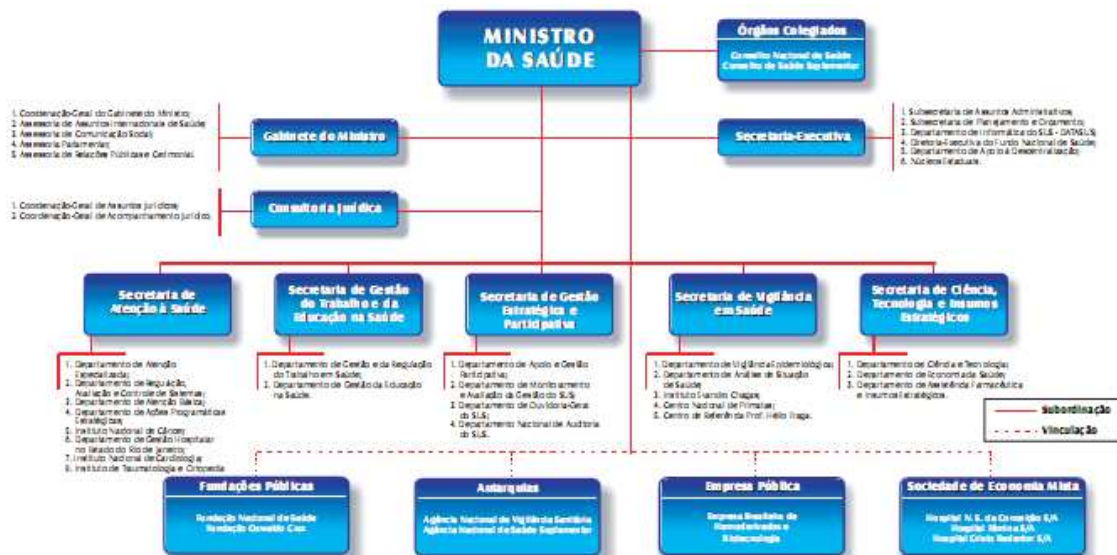 MINISTRO
DA SAÚDE
Órgãos Colegiados
Conselho Nacional de Saúde
Conselho de Saúde Suplementar
1. Coordenação-Geral do Gabinete do Ministro;
2. Assessoria de Assuntos Internacionais de Saúde;
3. Assessoria de Comunicação Social;
4. Assessoria Parlamentar;
5. Assessoria de Relações Públicas e Cerimonial.
Gabinete do Ministro
Secretaria-Executiva
1. Subsecretaria de Assuntos Administrativos;
2. Subsecretaria de Planejamento e Orçamento;
3. Departamento de Informática do SUS - DATASUS;
4. Diretoria-Executiva do Fundo Nacional de Saúde;
5. Departamento de Apoio à Descentralização;
6. Núcleos Estaduais.
1. Coordenação-Geral de Assuntos Jurídicos;
2. Coordenação-Geral de Acompanhamento Jurídico.
Consultoria Jurídica
Secretaria de
Atenção à Saúde
Secretaria de Gestão
do Trabalho e da
Educação na Saúde
Secretaria de Gestão
Estratégica e
Participativa
Secretaria de Vigilância
em Saúde
Secretaria de Ciência,
Tecnologia e Insumos
Estratégicos
1. Departamento de Atenção
Especializada;
2. Departamento de Regulação,
Avaliação e Controle de Sistemas;
3. Departamento de Atenção Básica;
4. Departamento de Ações Programáticas
Estratégicas;
5. Instituto Nacional de Câncer;
6. Departamento de Gestão Hospitalar
no Estado do Rio de Janeiro;
7. Instituto Nacional de Cardiologia;
8. Instituto de Traumatologia e Ortopedia
1. Departamento de Gestão e da Regulação
do Trabalho em Saúde;
2. Departamento de Gestão da Educação
na Saúde.
1. Departamento de Apoio à Gestão
Participativa;
2. Departamento de Monitoramento
e Avaliação da Gestão do SUS;
3. Departamento de Ouvidoria-Geral
do SUS;
4. Departamento Nacional de Auditoria
do SUS.
1. Departamento de Vigilância Epidemiológica;
2. Departamento de Análise de Situação
de Saúde;
3. Instituto Evandro Chagas;
4. Centro Nacional de Primatas;
5. Centro de Referência Prof. Hélio Fraga.
1. Departamento de Ciência e Tecnologia;
2. Departamento de Economia da Saúde;
3. Departamento de Assistência Farmacêutica
e Insumos Estratégicos.
Subordinação
Vinculação
Fundações Públicas
Fundação Nacional de Saúde
Fundação Oswaldo Cruz
Autarquias
Agência Nacional de Vigilância Sanitária
Agência Nacional de Saúde Suplementar
Empresa Pública
Empresa Brasileira de
Hemoderivados e
Biotecnologia
Sociedade de Economia Mista
Hospital N. S. da Conceição S/A
Hospital Fêmina S/A
Hospital Cristo Redentor S/A